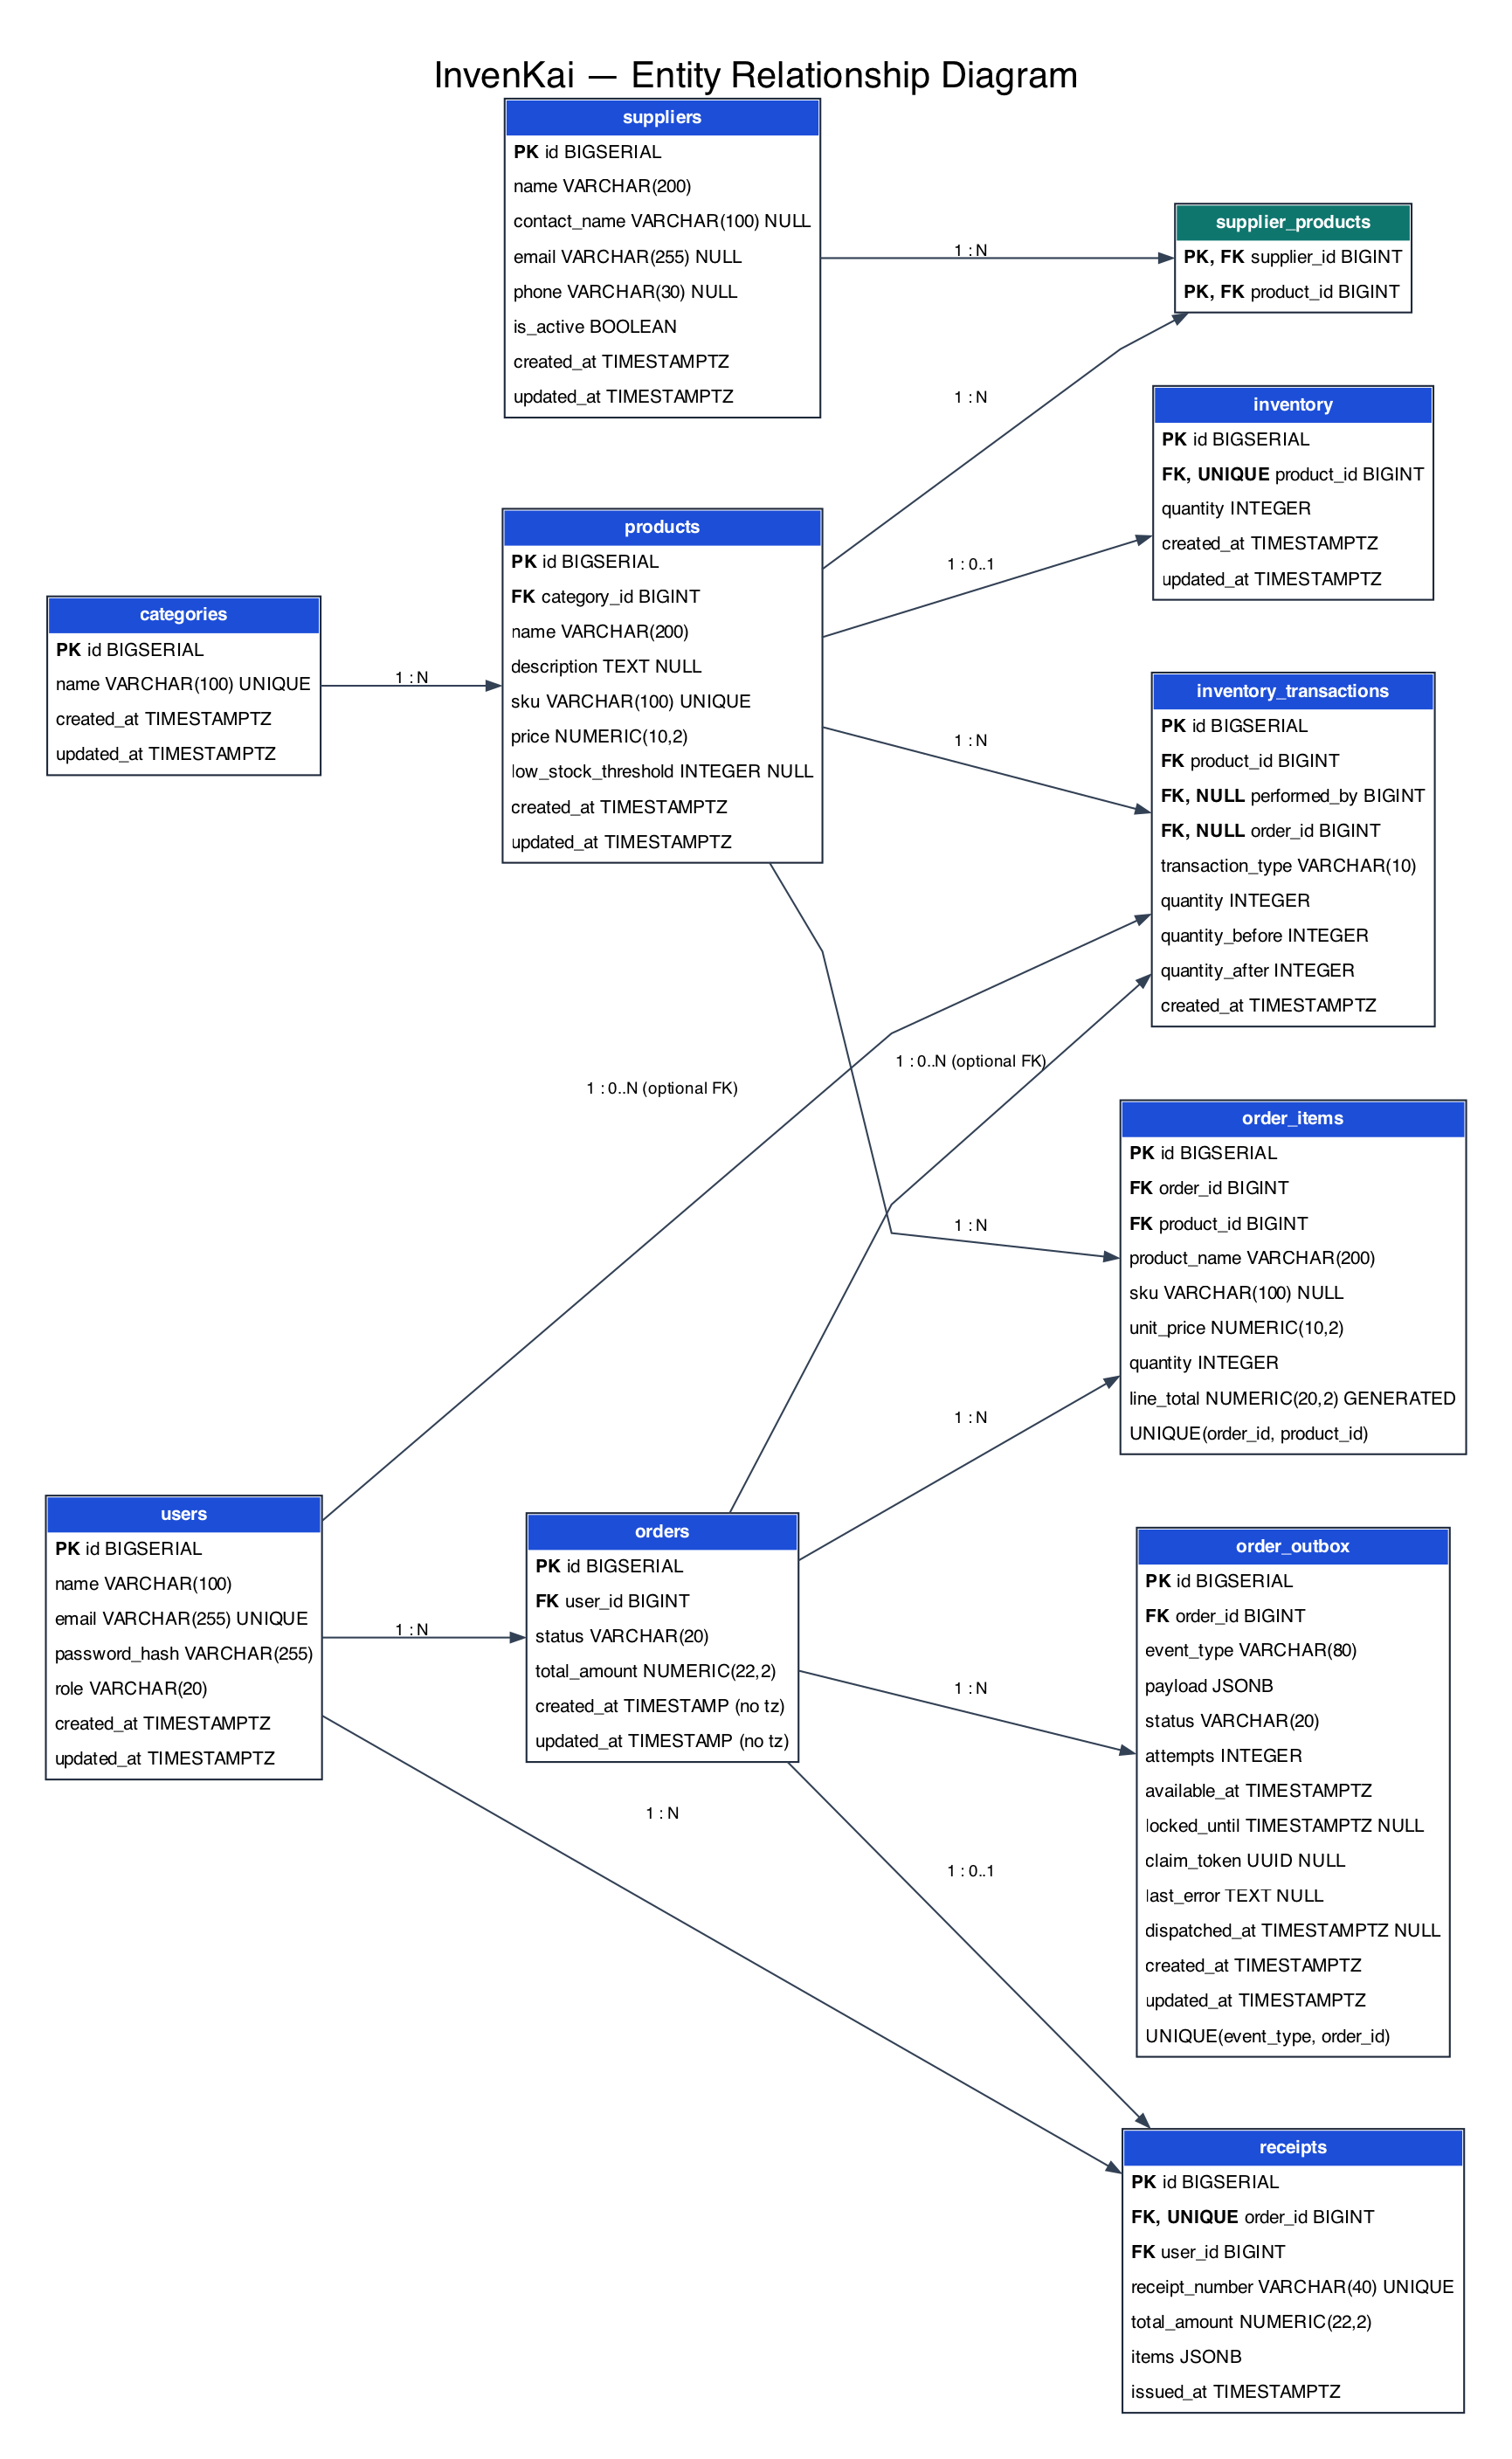 InvenKai — Entity Relationship Diagram
suppliers
PK id BIGSERIAL
name VARCHAR(200)
contact_name VARCHAR(100) NULL
email VARCHAR(255) NULL
phone VARCHAR(30) NULL
is_active BOOLEAN
created_at TIMESTAMPTZ
updated_at TIMESTAMPTZ
1 : N
supplier_products
PK, FK supplier_id BIGINT
PK, FK product_id BIGINT
1 : N
inventory
PK id BIGSERIAL
FK, UNIQUE product_id BIGINT
quantity INTEGER
created_at TIMESTAMPTZ
updated_at TIMESTAMPTZ
products
PK id BIGSERIAL
FK category_id BIGINT
name VARCHAR(200)
description TEXT NULL
sku VARCHAR(100) UNIQUE
price NUMERIC(10,2)
low_stock_threshold INTEGER NULL
created_at TIMESTAMPTZ
updated_at TIMESTAMPTZ
1 : 0..1
categories
PK id BIGSERIAL
name VARCHAR(100) UNIQUE
created_at TIMESTAMPTZ
updated_at TIMESTAMPTZ
1 : N
1 : N
inventory_transactions
PK id BIGSERIAL
FK product_id BIGINT
FK, NULL performed_by BIGINT
FK, NULL order_id BIGINT
transaction_type VARCHAR(10)
quantity INTEGER
quantity_before INTEGER
quantity_after INTEGER
created_at TIMESTAMPTZ
1 : 0..N (optional FK)
1 : 0..N (optional FK)
order_items
PK id BIGSERIAL
FK order_id BIGINT
FK product_id BIGINT
product_name VARCHAR(200)
sku VARCHAR(100) NULL
unit_price NUMERIC(10,2)
quantity INTEGER
line_total NUMERIC(20,2) GENERATED
UNIQUE(order_id, product_id)
1 : N
1 : N
users
PK id BIGSERIAL
name VARCHAR(100)
email VARCHAR(255) UNIQUE
password_hash VARCHAR(255)
role VARCHAR(20)
created_at TIMESTAMPTZ
updated_at TIMESTAMPTZ
1 : N
orders
PK id BIGSERIAL
FK user_id BIGINT
status VARCHAR(20)
total_amount NUMERIC(22,2)
created_at TIMESTAMP (no tz)
updated_at TIMESTAMP (no tz)
1 : N
order_outbox
PK id BIGSERIAL
FK order_id BIGINT
event_type VARCHAR(80)
payload JSONB
status VARCHAR(20)
attempts INTEGER
available_at TIMESTAMPTZ
locked_until TIMESTAMPTZ NULL
claim_token UUID NULL
last_error TEXT NULL
dispatched_at TIMESTAMPTZ NULL
created_at TIMESTAMPTZ
updated_at TIMESTAMPTZ
UNIQUE(event_type, order_id)
1 : N
1 : 0..1
receipts
PK id BIGSERIAL
FK, UNIQUE order_id BIGINT
FK user_id BIGINT
receipt_number VARCHAR(40) UNIQUE
total_amount NUMERIC(22,2)
items JSONB
issued_at TIMESTAMPTZ